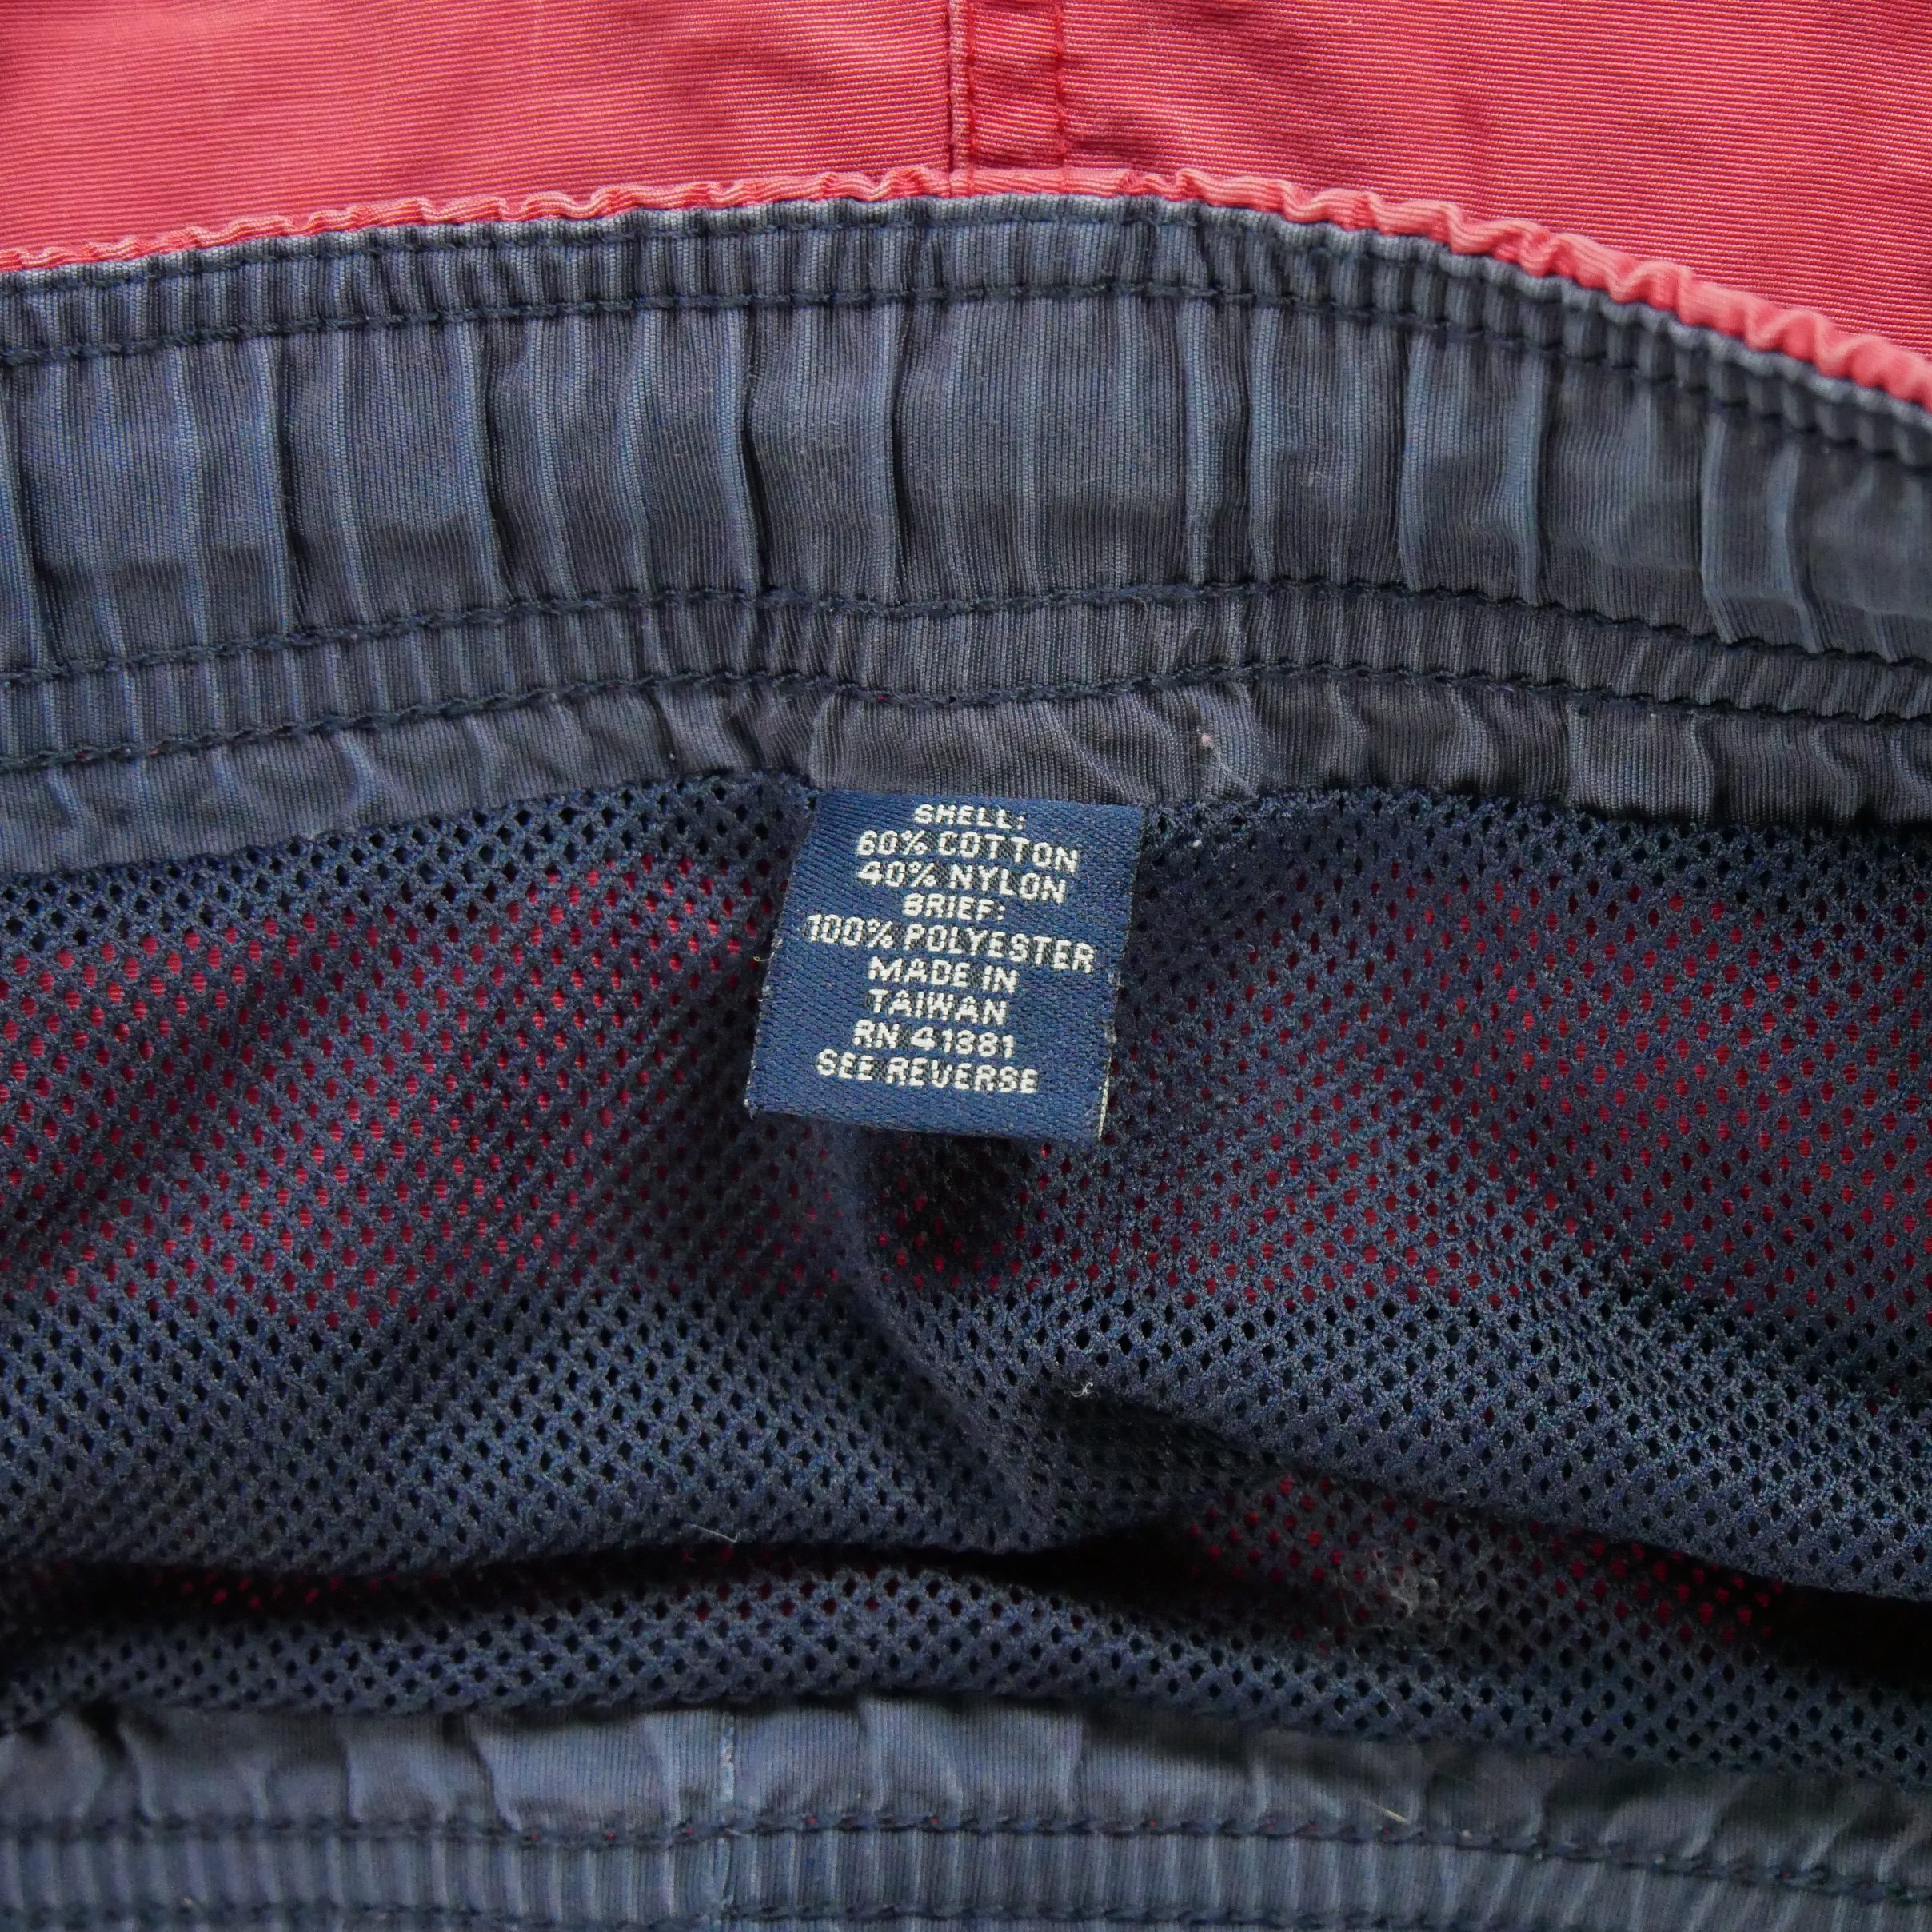 SHELL:
60% COTTON
40% NYLON
BRIEF:
100% POLYESTER
MADE IN
TAIWAN
RN 41381
SEE REVERSE